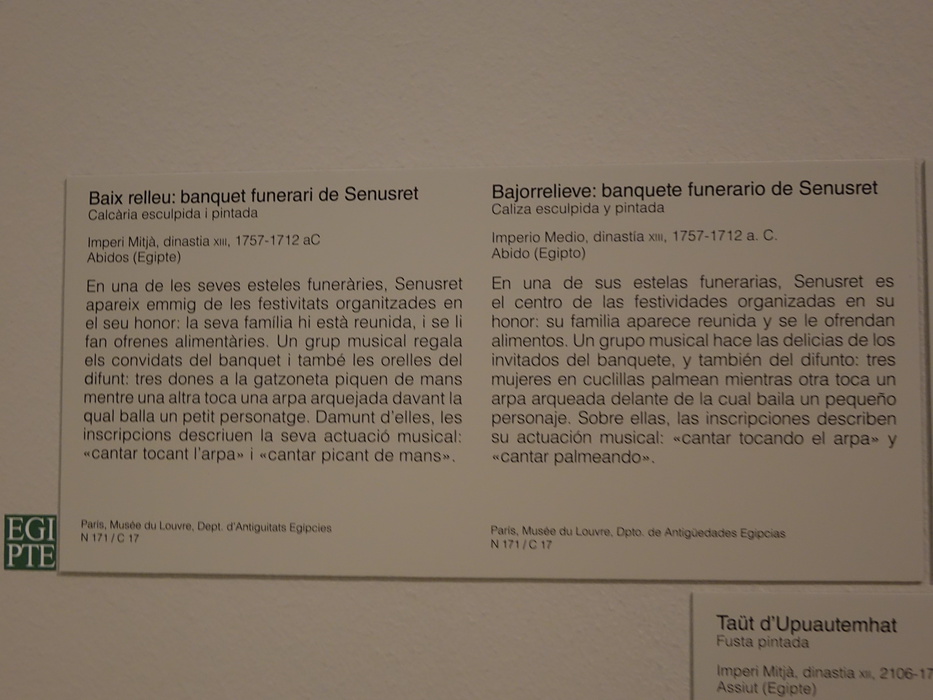 Baix relleu: banquet funerari de Senusret
Calcària esculpida i pintada
Imperi Mitjà, dinastia XIII, 1757-1712 aC
Abidos (Egipte)
En una de les seves esteles funeràries, Senusret
apareix emmig de les festivitats organitzades en
el seu honor: la seva família hi està reunida, i se li
fan ofrenes alimentàries. Un grup musical regala
els convidats del banquet i també les orelles del
difunt: tres dones a la gatzoneta piquen de mans
mentre una altra toca una arpa arquejada davant la
qual balla un petit personatge. Damunt d'elles, les
inscripcions descriuen la seva actuació musical:
«cantar tocant l'arpa» i «cantar picant de mans».
París, Musée du Louvre, Dept. d'Antiguitats Egípcies
N 171 / C 17
Bajorrelieve: banquete funerario de Senusret
Caliza esculpida y pintada
Imperio Medio, dinastía XIII, 1757-1712 a. C.
Abido (Egipto)
En una de sus estelas funerarias, Senusret es
el centro de las festividades organizadas en su
honor: su familia aparece reunida y se le ofrendan
alimentos. Un grupo musical hace las delicias de los
invitados del banquete, y también del difunto: tres
mujeres en cuclillas palmean mientras otra toca un
arpa arqueada delante de la cual baila un pequeño
personaje. Sobre ellas, las inscripciones describen
su actuación musical: «cantar tocando el arpa» y
«cantar palmeando».
París, Musée du Louvre, Dpto. de Antigüedades Egipcias
N 171 / C 17
EGI
PTE
Taüt d'Upuautemhat
Fusta pintada
Imperi Mitjà, dinastia XII, 2106-17
Assiut (Egipte)